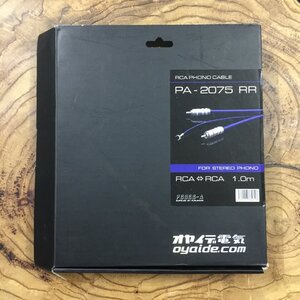 RCA PHONO CABLE
PA-2075 RR
FOR STEREO PHONO
RCA ⇔ RCA 1.0m
オヤイデ電気
oyaide.com